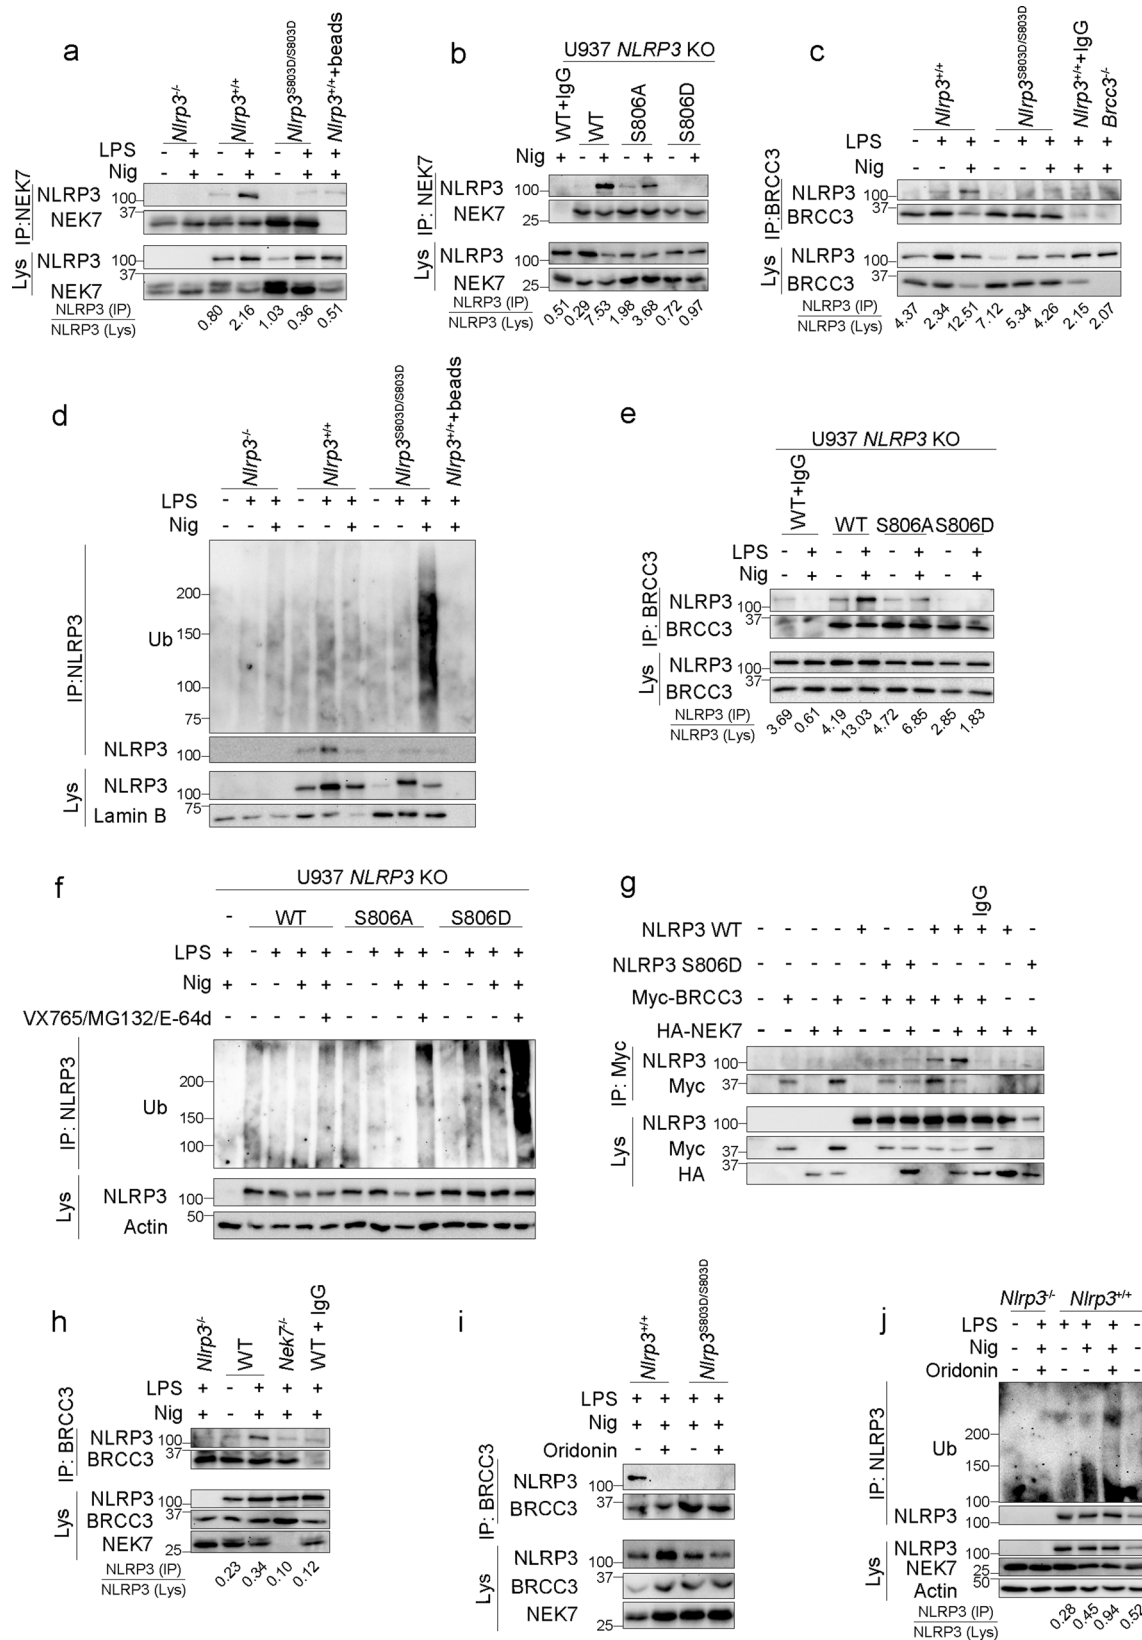 a
Nlrp3-/-
Nlrp3+/+
Nlrp3S803D/S803D
Nlrp3+/++beads
LPS - + - + - + +
Nig - + - + - + +
IP:NEK7
NLRP3 100
37
NEK7
Lys
NLRP3 100
37
NEK7
NLRP3 (IP)
NLRP3 (Lys)
0.80 2.16 1.03 0.36 0.51
b
U937 NLRP3 KO
WT+IgG
WT
S806A
S806D
Nig + - + - + - +
IP: NEK7
NLRP3 100
NEK7 25
Lys
NLRP3 100
NEK7 25
NLRP3 (IP)
NLRP3 (Lys)
0.51 0.29 7.53 1.98 3.68 0.72 0.97
c
Nlrp3+/+
Nlrp3S803D/S803D
Nlrp3+/++IgG
Brcc3-/-
LPS - + + - + + + +
Nig - - + - - + + +
IP:BRCC3
NLRP3 100
37
BRCC3
Lys
NLRP3 100
37
BRCC3
NLRP3 (IP)
NLRP3 (Lys)
4.37 2.34 12.51 7.12 5.34 4.26 2.15 2.07
d
Nlrp3-/-
Nlrp3+/+
Nlrp3S803D/S803D
Nlrp3+/++beads
LPS - + + - + + - + + +
Nig - - + - - + - - + +
IP:NLRP3
Ub
200
150
100
75
NLRP3 100
Lys
NLRP3 100
75
Lamin B
e
U937 NLRP3 KO
WT+IgG
WT S806A S806D
LPS - + - + - + - +
Nig - + - + - + - +
IP: BRCC3
NLRP3 100
37
BRCC3
Lys
NLRP3 100
37
BRCC3
NLRP3 (IP)
NLRP3 (Lys)
3.69 0.61 4.19 13.03 4.72 6.85 2.85 1.83
f
U937 NLRP3 KO
- WT S806A S806D
LPS + - + + + - + + + - + + +
Nig + - - + + - - + + - - + +
VX765/MG132/E-64d - - - - + - - - + - - - +
IP: NLRP3
Ub
200
150
100
Lys
NLRP3 100
50
Actin
g
IgG
NLRP3 WT - - - - + - - + + + + -
NLRP3 S806D - - - - - + + - - - - +
Myc-BRCC3 - + - + - + + + + + - -
HA-NEK7 - - + + - - + - + + + +
IP: Myc
NLRP3 100
Myc 37
Lys
NLRP3 100
Myc 37
37
HA
h
Nlrp3-/-
WT
Nek7-/-
WT + IgG
LPS + - + + +
Nig + - + + +
IP: BRCC3
NLRP3 100
37
BRCC3
Lys
NLRP3 100
BRCC3 37
NEK7 25
NLRP3 (IP)
NLRP3 (Lys)
0.23 0.34 0.10 0.12
i
Nlrp3+/+
Nlrp3S803D/S803D
LPS + + + +
Nig + + + +
Oridonin - + - +
IP: BRCC3
NLRP3 100
BRCC3 37
Lys
NLRP3 100
BRCC3 37
NEK7 25
j
Nlrp3-/- Nlrp3+/+
LPS - + + + + -
Nig - + - + + -
Oridonin - + - - + -
IP: NLRP3
Ub
200
150
100
NLRP3 100
Lys
NLRP3 100
NEK7 25
Actin 50
NLRP3 (IP)
NLRP3 (Lys)
0.28 0.45 0.94 0.52